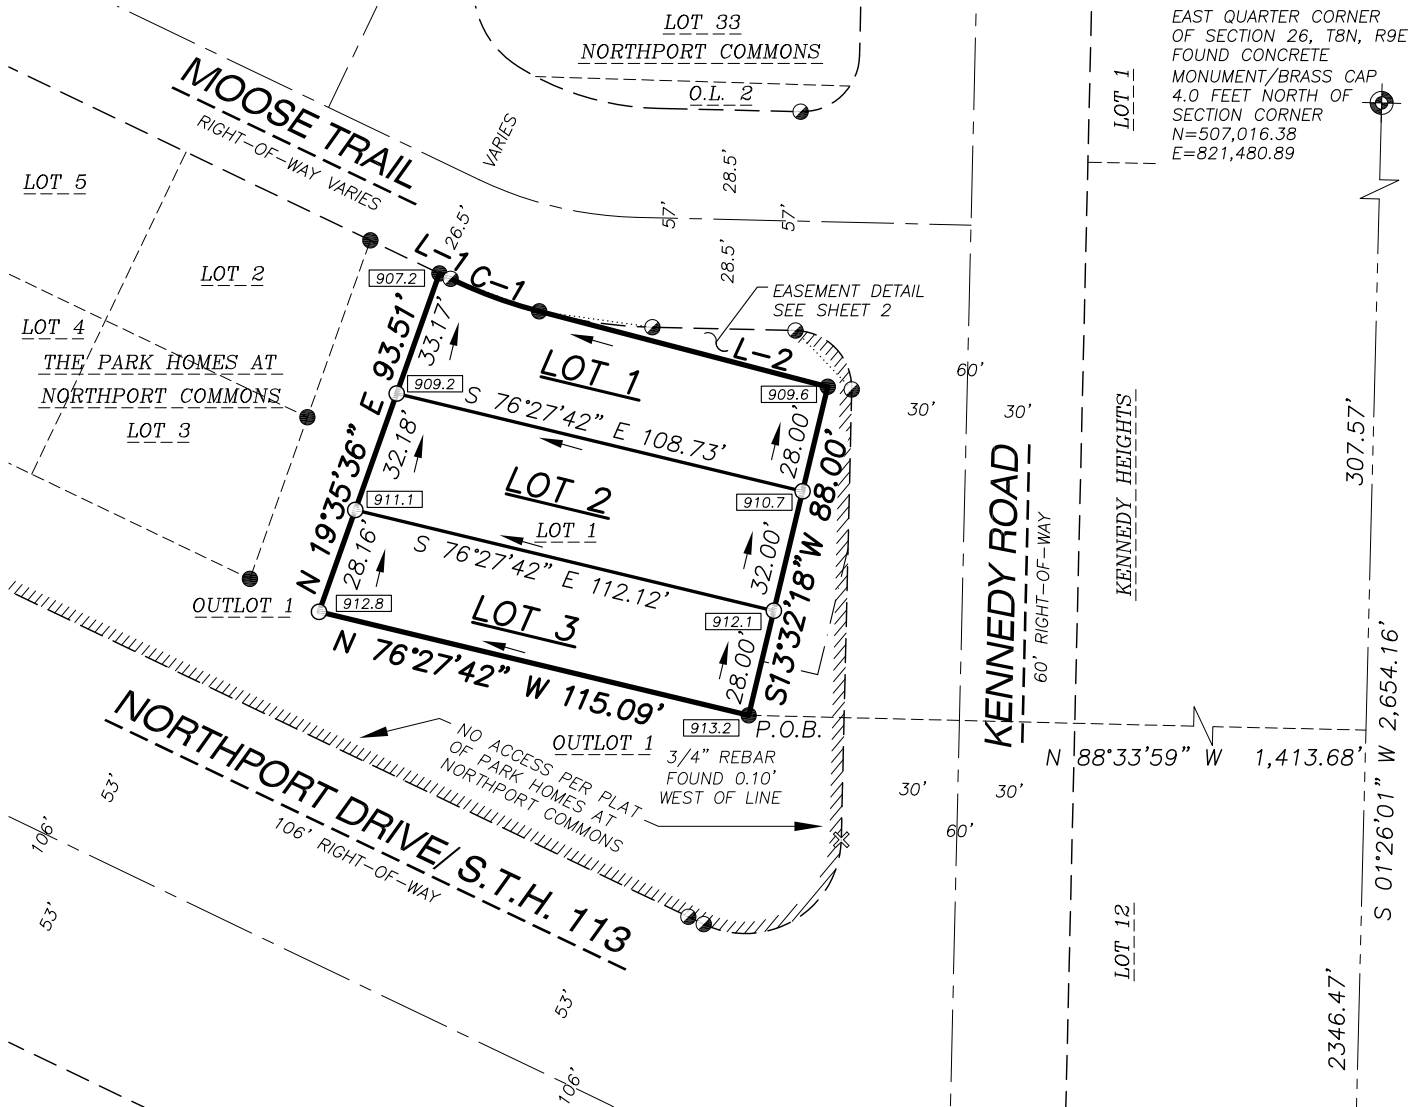 LOT 33
NORTHPORT COMMONS
O.L. 2
EAST QUARTER CORNER
OF SECTION 26, T8N, R9E
FOUND CONCRETE
MONUMENT/BRASS CAP
4.0 FEET NORTH OF
SECTION CORNER
N=507,016.38
E=821,480.89
LOT 1
MOOSE TRAIL
RIGHT-OF-WAY VARIES
VARIES
28.5'
57'
57'
28.5'
26.5'
LOT 5
LOT 2
LOT 4
THE PARK HOMES AT
NORTHPORT COMMONS
LOT 3
L-1
C-1
L-2
907.2
EASEMENT DETAIL
SEE SHEET 2
N 19°35'36" E 93.51'
33.17'
32.18'
28.16'
LOT 1
909.2
909.6
S 76°27'42" E 108.73'
28.00'
LOT 2
911.1
910.7
LOT 1
S 76°27'42" E 112.12'
32.00'
S13°32'18"W 88.00'
LOT 3
912.8
912.1
28.00'
OUTLOT 1
N 76°27'42" W 115.09'
913.2
P.O.B.
OUTLOT 1
3/4" REBAR
FOUND 0.10'
WEST OF LINE
NO ACCESS PER PLAT
OF PARK HOMES AT
NORTHPORT COMMONS
NORTHPORT DRIVE/S.T.H. 113
106' RIGHT-OF-WAY
53'
106'
53'
53'
106'
60'
30'
30'
KENNEDY ROAD
60' RIGHT-OF-WAY
KENNEDY HEIGHTS
N 88°33'59" W 1,413.68'
30'
30'
60'
LOT 12
307.57'
S 01°26'01" W 2,654.16'
2346.47'